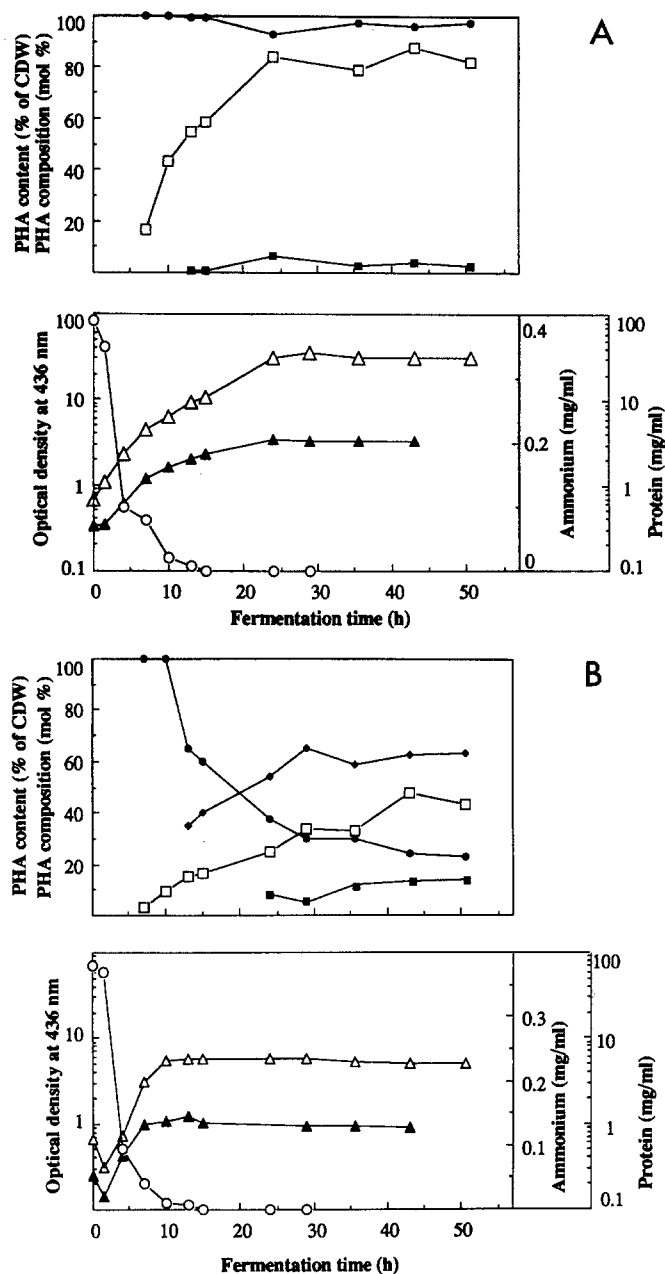 A
PHA content (% of CDW)
PHA composition (mol %)
100
80
60
40
20
Optical density at 436 nm
100
10
1
0.1
0.4
0.2
0
Ammonium (mg/ml)
100
10
1
0.1
Protein (mg/ml)
0 10 20 30 40 50
Fermentation time (h)
B
PHA content (% of CDW)
PHA composition (mol %)
100
80
60
40
20
Optical density at 436 nm
10
1
0.3
0.2
0.1
Ammonium (mg/ml)
100
10
1
0.1
Protein (mg/ml)
0 10 20 30 40 50
Fermentation time (h)